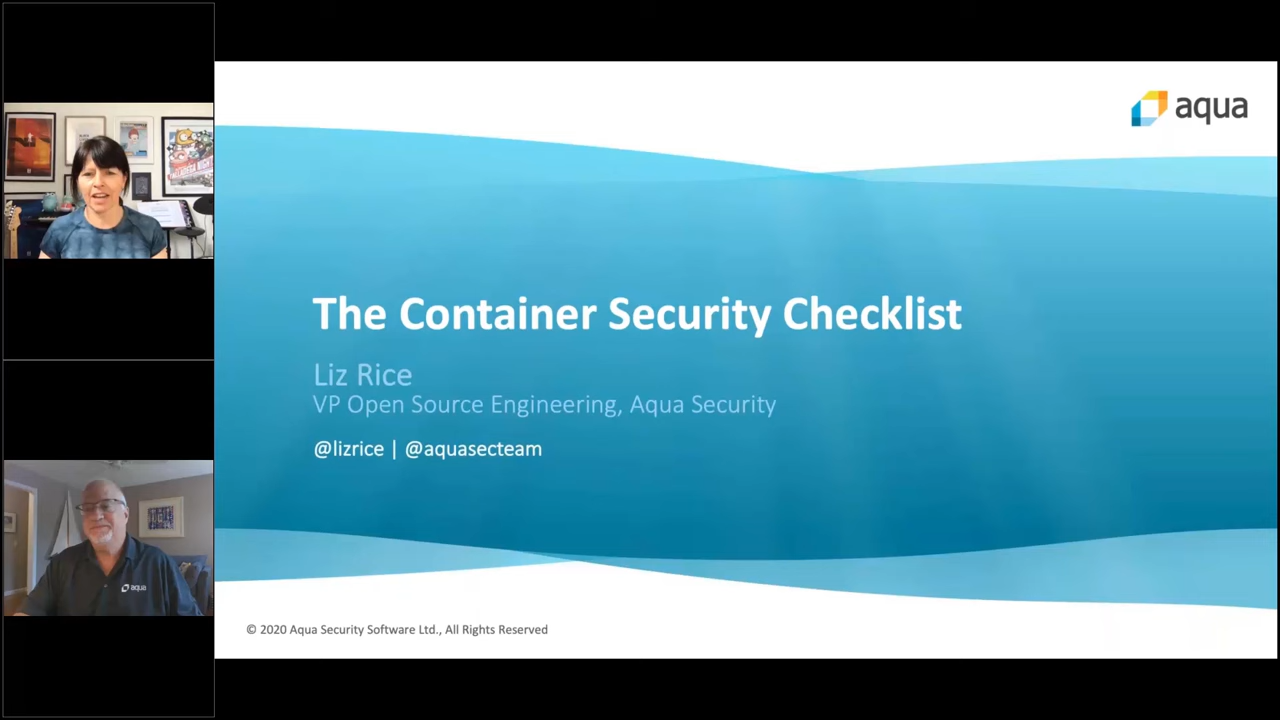 aqua
The Container Security Checklist
Liz Rice
VP Open Source Engineering, Aqua Security
@lizrice | @aquasecteam
© 2020 Aqua Security Software Ltd., All Rights Reserved
aqua